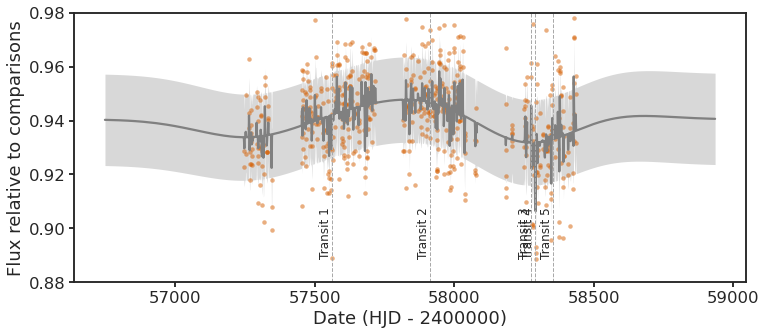 Flux relative to comparisons
0.98
0.96
0.94
0.92
0.90
0.88
Transit 1
Transit 2
Transit 3
Transit 4
Transit 5
57000
57500
58000
58500
59000
Date (HJD - 2400000)